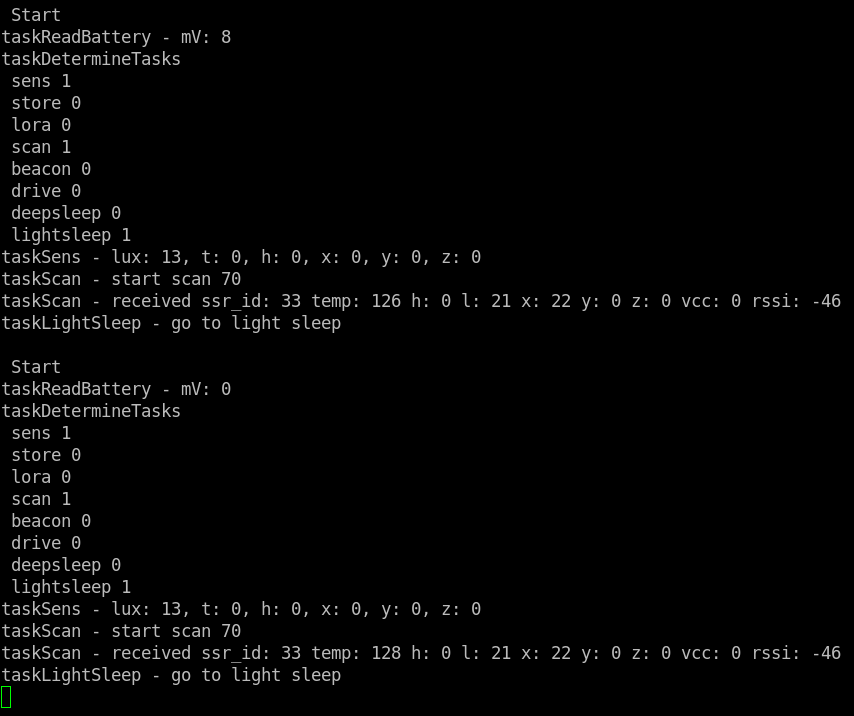 Start
taskReadBattery - mV: 8
taskDetermineTasks
sens 1
store 0
lora 0
scan 1
beacon 0
drive 0
deepsleep 0
lightsleep 1
taskSens - lux: 13, t: 0, h: 0, x: 0, y: 0, z: 0
taskScan - start scan 70
taskScan - received ssr_id: 33 temp: 126 h: 0 l: 21 x: 22 y: 0 z: 0 vcc: 0 rssi: -46
taskLightSleep - go to light sleep
Start
taskReadBattery - mV: 0
taskDetermineTasks
sens 1
store 0
lora 0
scan 1
beacon 0
drive 0
deepsleep 0
lightsleep 1
taskSens - lux: 13, t: 0, h: 0, x: 0, y: 0, z: 0
taskScan - start scan 70
taskScan - received ssr_id: 33 temp: 128 h: 0 l: 21 x: 22 y: 0 z: 0 vcc: 0 rssi: -46
taskLightSleep - go to light sleep